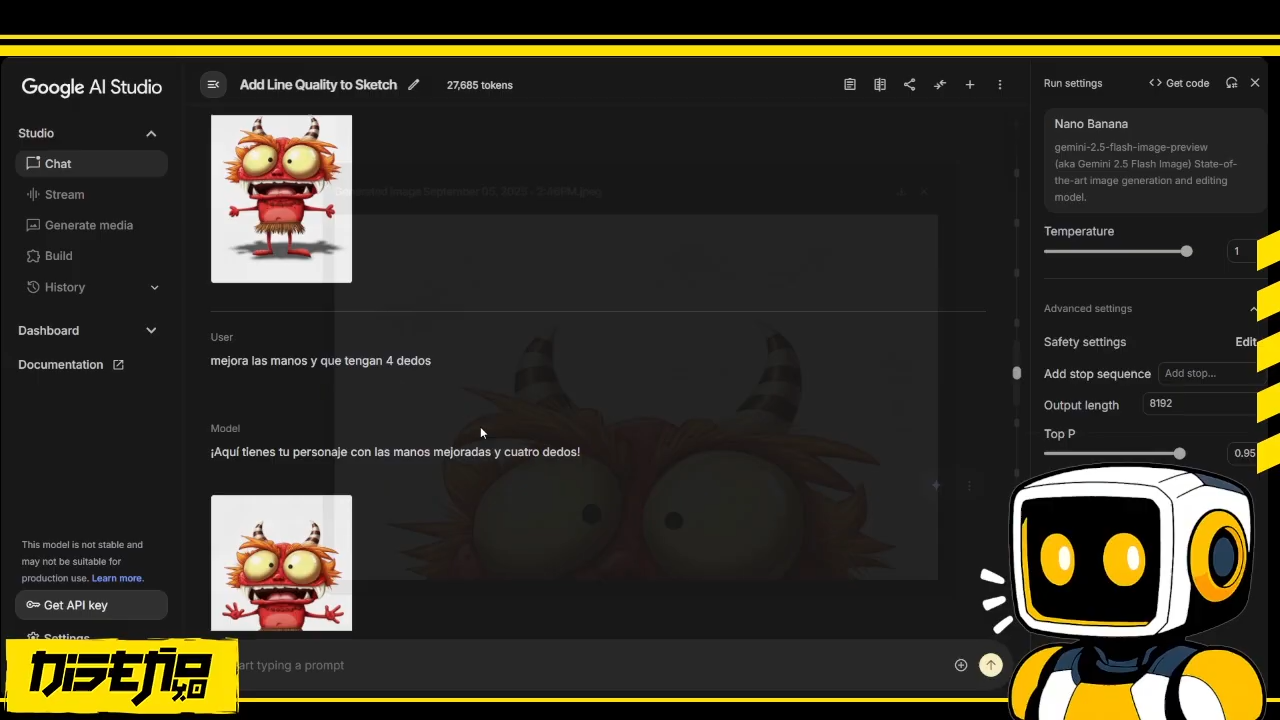 Google AI Studio
Add Line Quality to Sketch
27,685 tokens
Run settings
Get code
Studio
Chat
Stream
Generate media
Build
History
Dashboard
Documentation
This model is not stable and
may not be suitable for
production use. Learn more.
Get API key
Settings
User
mejora las manos y que tengan 4 dedos
Model
¡Aquí tienes tu personaje con las manos mejoradas y cuatro dedos!
art typing a prompt
Nano Banana
gemini-2.5-flash-image-preview
(aka Gemini 2.5 Flash Image) State-of-
the-art image generation and editing
model.
Temperature
1
Advanced settings
Safety settings
Edit
Add stop sequence
Add stop...
Output length
8192
Top P
0.95